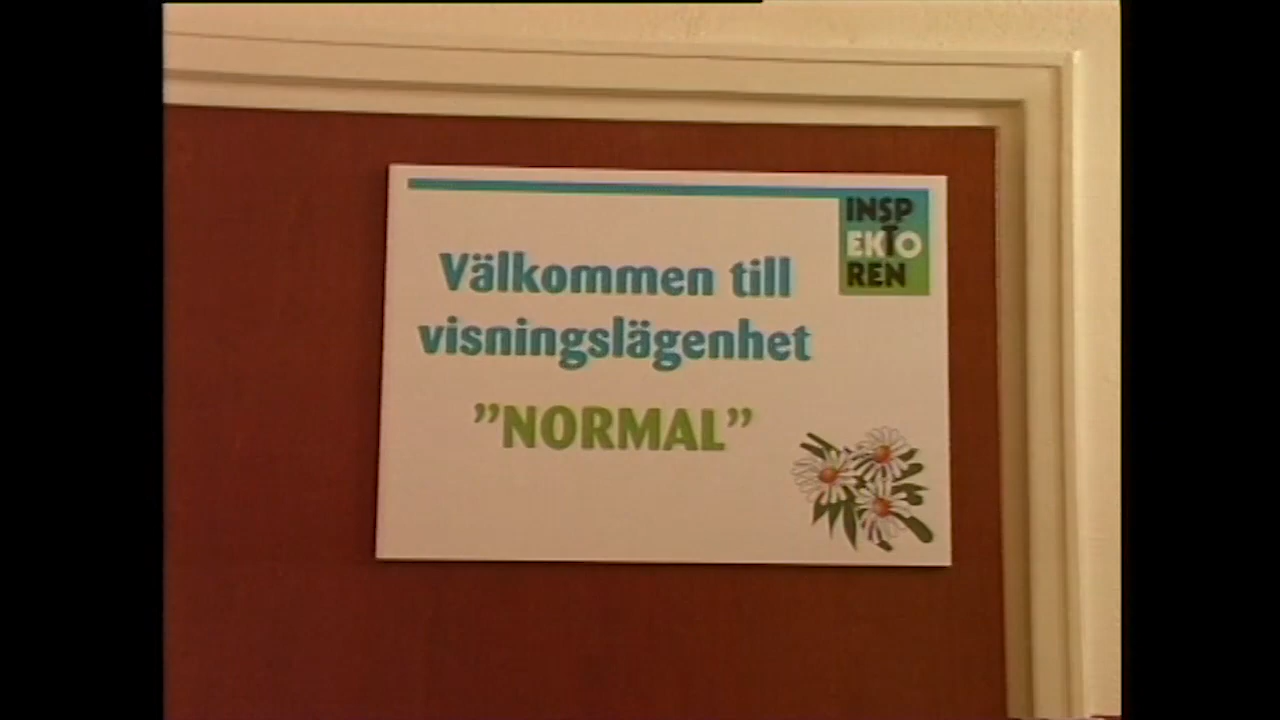 INSP
EKTO
REN
Välkommen till
visningslägenhet
”NORMAL”